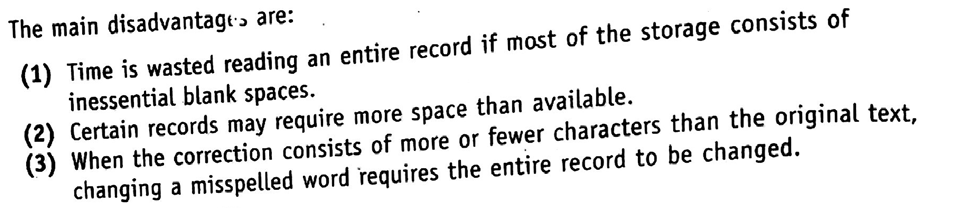 The main disadvantages are:
(1) Time is wasted reading an entire record if most of the storage consists of
inessential blank spaces.
(2) Certain records may require more space than available.
(3) When the correction consists of more or fewer characters than the original text,
changing a misspelled word requires the entire record to be changed.